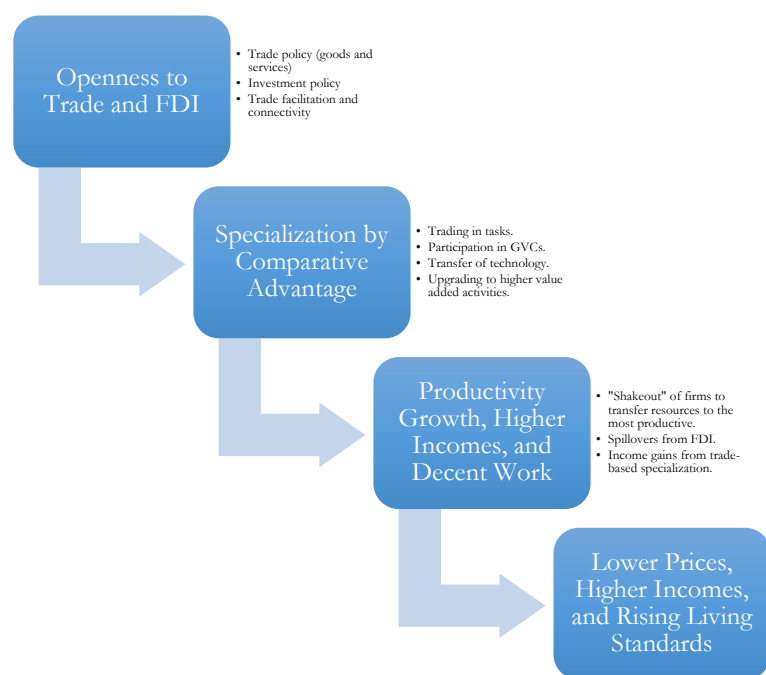 Openness to
Trade and FDI
• Trade policy (goods and
services)
• Investment policy
• Trade facilitation and
connectivity
Specialization by
Comparative
Advantage
• Trading in tasks.
• Participation in GVCs.
• Transfer of technology.
• Upgrading to higher value
added activities.
Productivity
Growth, Higher
Incomes, and
Decent Work
• "Shakeout" of firms to
transfer resources to the
most productive.
• Spillovers from FDI.
• Income gains from trade-
based specialization.
Lower Prices,
Higher Incomes,
and Rising Living
Standards